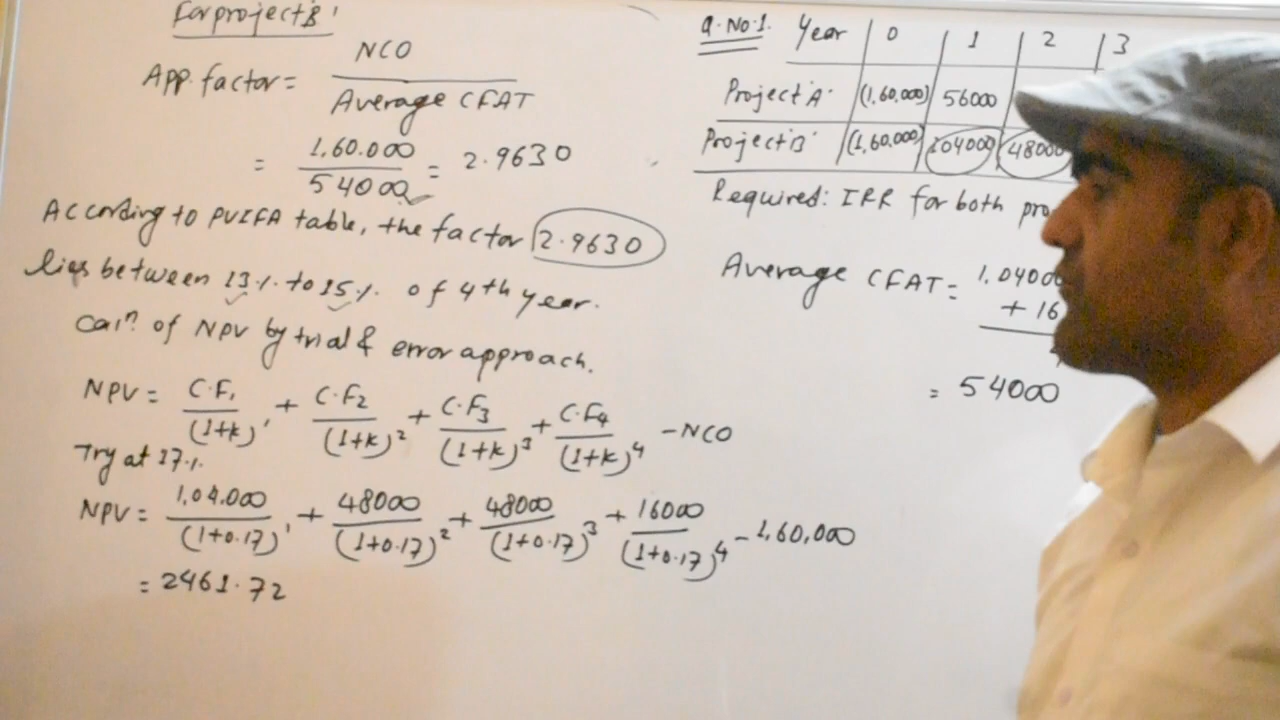 For project 'B'
App. factor = NCO / Average CFAT
= 1,60.000 / 54000 = 2.9630
According to PVIFA table, the factor 2.9630
lies between 13%. to 15%. of 4th year.
Calⁿ of NPV by trial & error approach.
NPV = C.F₁/(1+k)¹ + C.F₂/(1+k)² + C.F₃/(1+k)³ + C.F₄/(1+k)⁴ - NCO
Try at 17%.
NPV = 1,04.000/(1+0.17)¹ + 48000/(1+0.17)² + 48000/(1+0.17)³ + 16000/(1+0.17)⁴ - 1,60,000
= 2461.72
Q.No.1. Year 0 1 2 3
Project 'A' (1,60,000) 56000
Project 'B' (1,60,000) 104000 48000
Required: IRR for both
Average CFAT = 1,0400
+ 16
= 54000